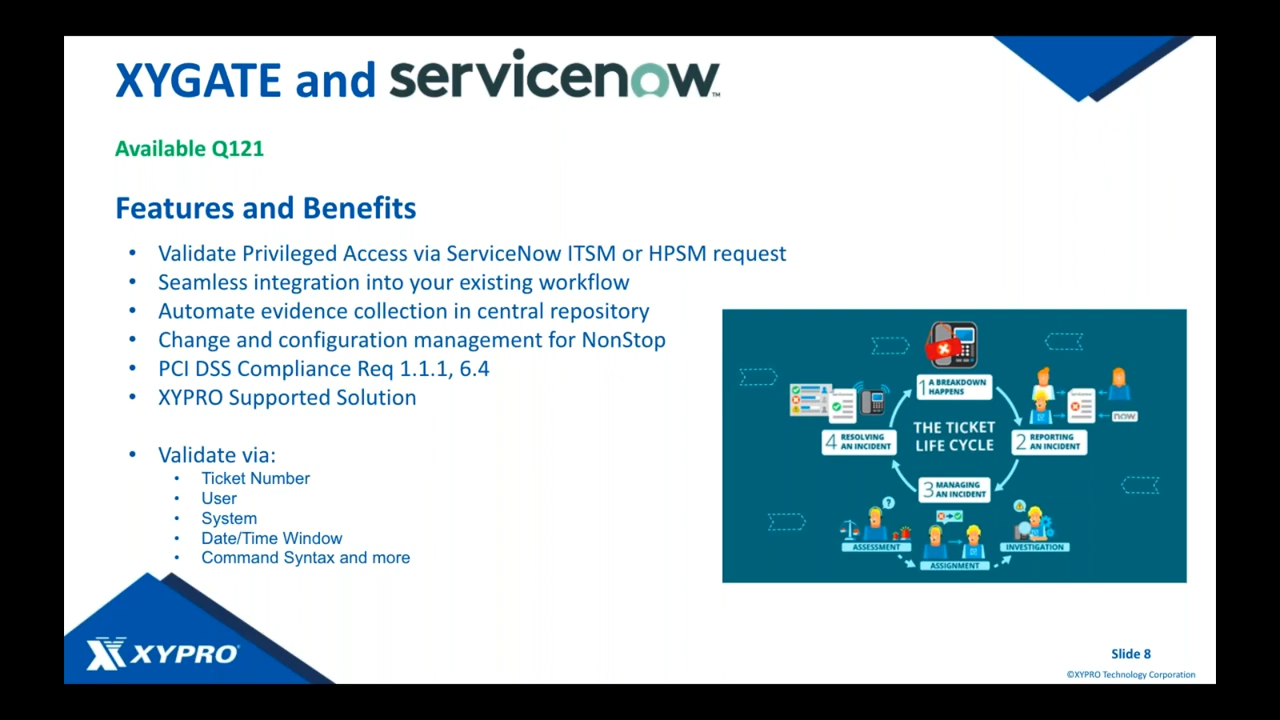 XYGATE and servicenow™
Available Q121
Features and Benefits
• Validate Privileged Access via ServiceNow ITSM or HPSM request
• Seamless integration into your existing workflow
• Automate evidence collection in central repository
• Change and configuration management for NonStop
• PCI DSS Compliance Req 1.1.1, 6.4
• XYPRO Supported Solution
• Validate via:
• Ticket Number
• User
• System
• Date/Time Window
• Command Syntax and more
THE TICKET
LIFE CYCLE
1 A BREAKDOWN
HAPPENS
2 REPORTING
AN INCIDENT
now
3 MANAGING
AN INCIDENT
ASSESSMENT
ASSIGNMENT
INVESTIGATION
4 RESOLVING
AN INCIDENT
XYPRO
Slide 8
©XYPRO Technology Corporation